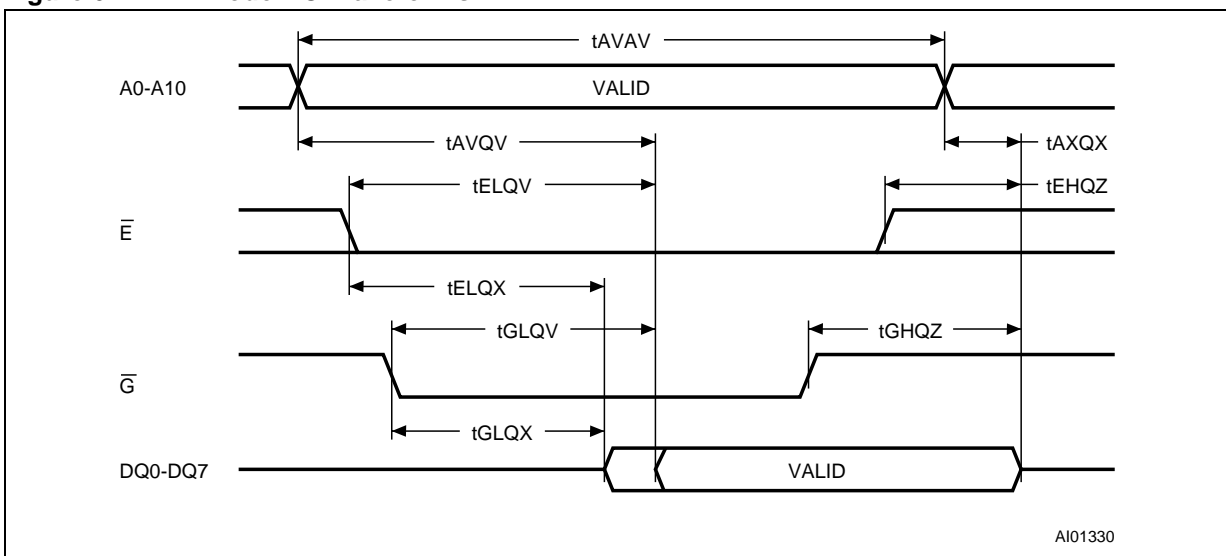 tAVAV
A0-A10
VALID
tAVQV
tAXQX
tELQV
tEHQZ
E̅
tELQX
tGLQV
tGHQZ
G̅
tGLQX
DQ0-DQ7
VALID
AI01330